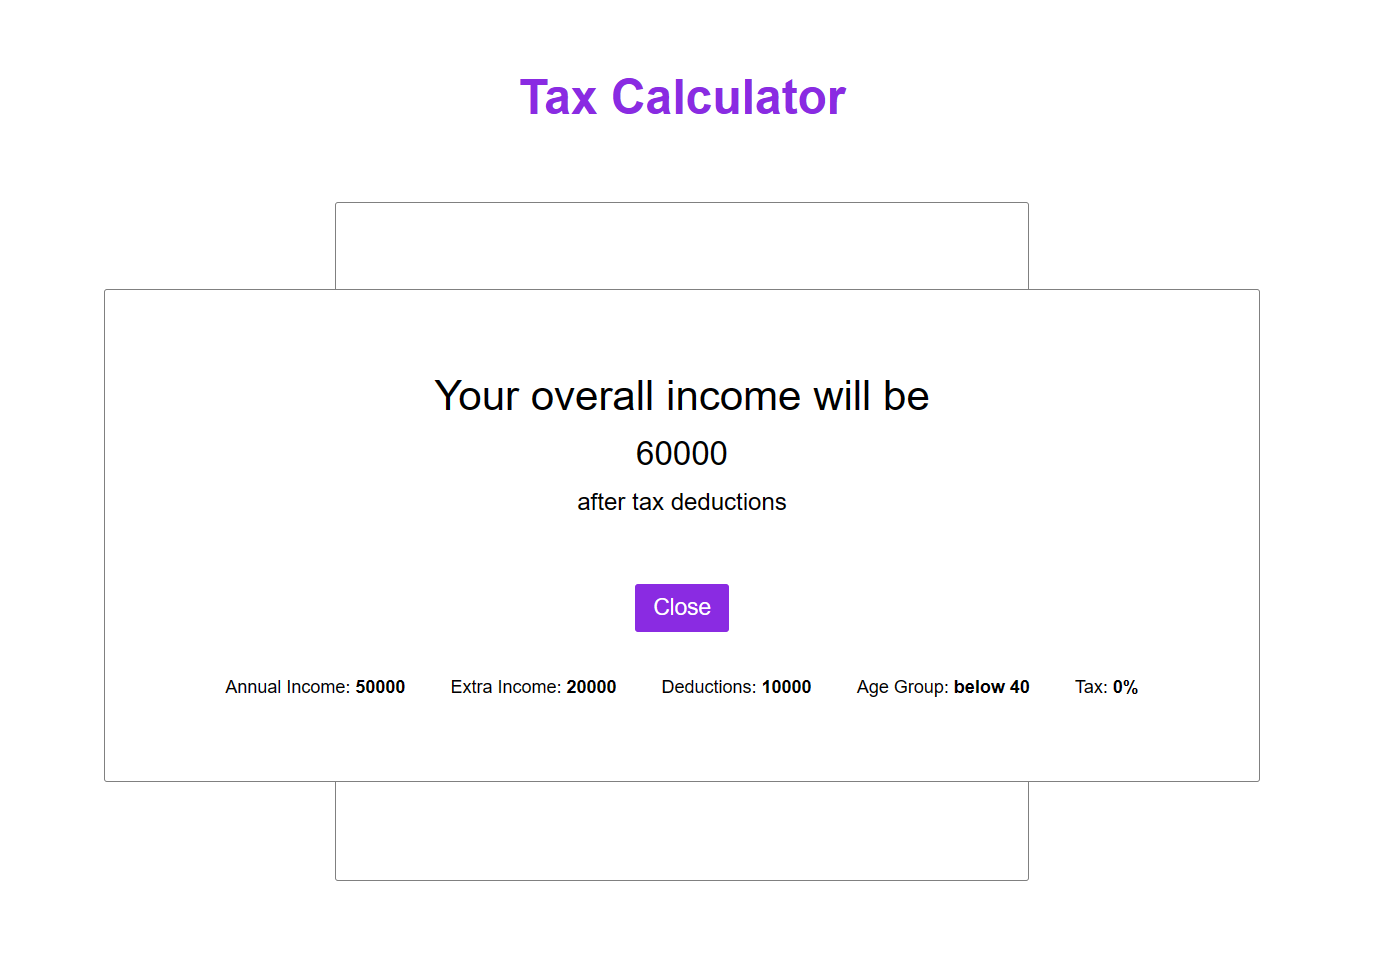 Tax Calculator
Your overall income will be
60000
after tax deductions
Close
Annual Income: 50000 Extra Income: 20000 Deductions: 10000 Age Group: below 40 Tax: 0%